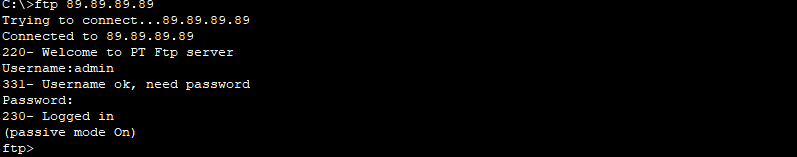 C:\>ftp 89.89.89.89
Trying to connect...89.89.89.89
Connected to 89.89.89.89
220- Welcome to PT Ftp server
Username:admin
331- Username ok, need password
Password:
230- Logged in
(passive mode On)
ftp>